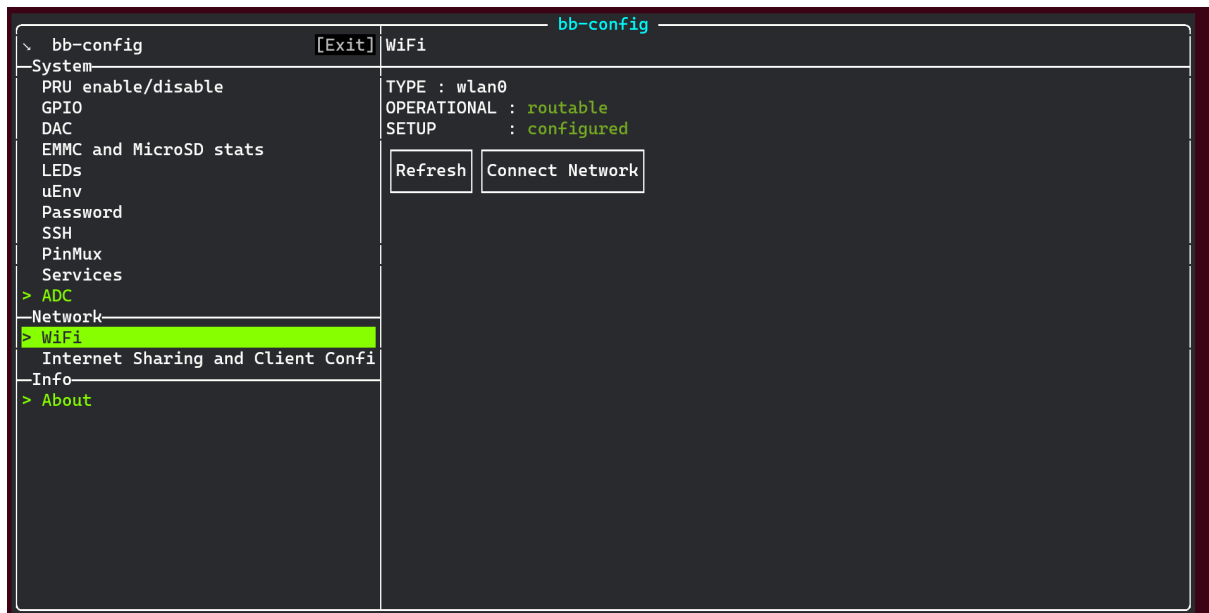 bb-config
↘ bb-config [Exit] WiFi
System
PRU enable/disable TYPE : wlan0
GPIO OPERATIONAL : routable
DAC SETUP : configured
EMMC and MicroSD stats
LEDs Refresh Connect Network
uEnv
Password
SSH
PinMux
Services
> ADC
Network
> WiFi
Internet Sharing and Client Confi
Info
> About